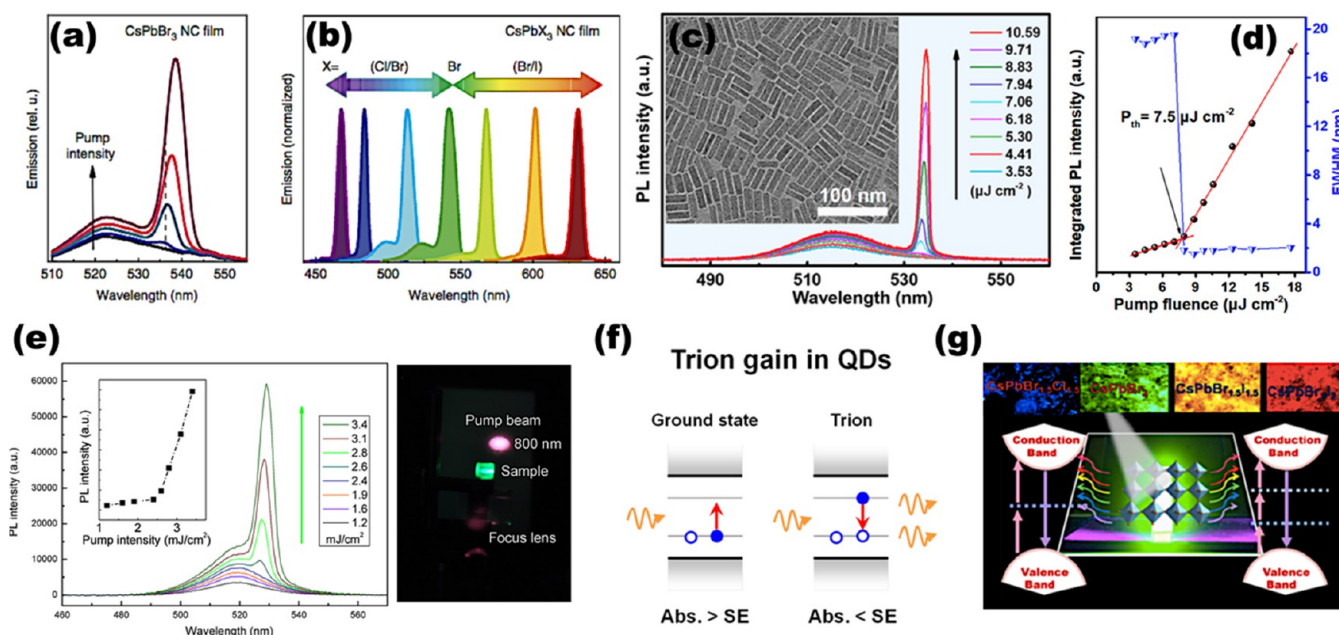 (a)
CsPbBr₃ NC film
Emission (rel. u.)
Pump
intensity
510 520 530 540 550
Wavelength (nm)
(b)
CsPbX₃ NC film
X= (Cl/Br) Br (Br/I)
Emission (normalized)
450 500 550 600 650
Wavelength (nm)
(c)
PL intensity (a.u.)
10.59
9.71
8.83
7.94
7.06
6.18
5.30
4.41
3.53
(µJ cm⁻²)
100 nm
490 510 530 550
Wavelength (nm)
(d)
Integrated PL intensity (a.u.)
Pth = 7.5 µJ cm⁻²
20
16
12
8
4
0
FWHM (nm)
0 3 6 9 12 15 18
Pump fluence (µJ cm⁻²)
(e)
PL intensity (a.u.)
60000
50000
40000
30000
20000
10000
0
PL intensity (a.u.)
1 2 3
Pump intensity (mJ/cm²)
3.4
3.1
2.8
2.6
2.4
1.9
1.6
1.2
mJ/cm²
460 480 500 520 540 560
Wavelength (nm)
Pump beam
800 nm
Sample
Focus lens
(f)
Trion gain in QDs
Ground state Trion
Abs. > SE Abs. < SE
(g)
CsPbBr₁.₅Cl₁.₅ CsPbBr₃ CsPbBr₁.₅I₁.₅
Conduction
Band
Valence
Band
Conduction
Band
Valence
Band